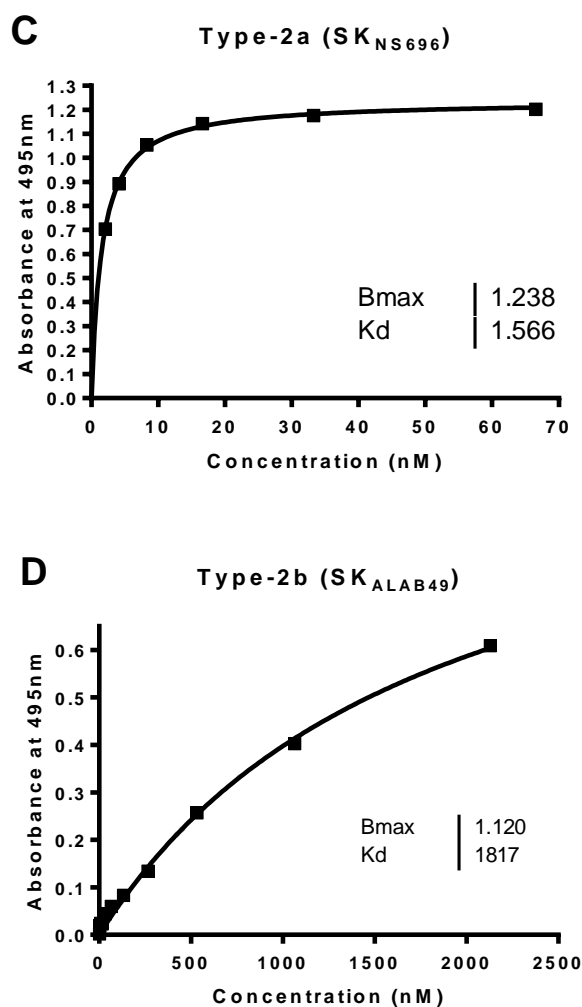 C
Type-2a (SKNS696)
1.3
1.2
1.1
1.0
0.9
0.8
0.7
0.6
0.5
0.4
0.3
0.2
0.1
0.0
Absorbance at 495nm
Bmax 1.238
Kd 1.566
0 10 20 30 40 50 60 70
Concentration (nM)
D
Type-2b (SKALAB49)
0.6
0.5
0.4
0.3
0.2
0.1
0.0
Absorbance at 495nm
Bmax 1.120
Kd 1817
0 500 1000 1500 2000 2500
Concentration (nM)